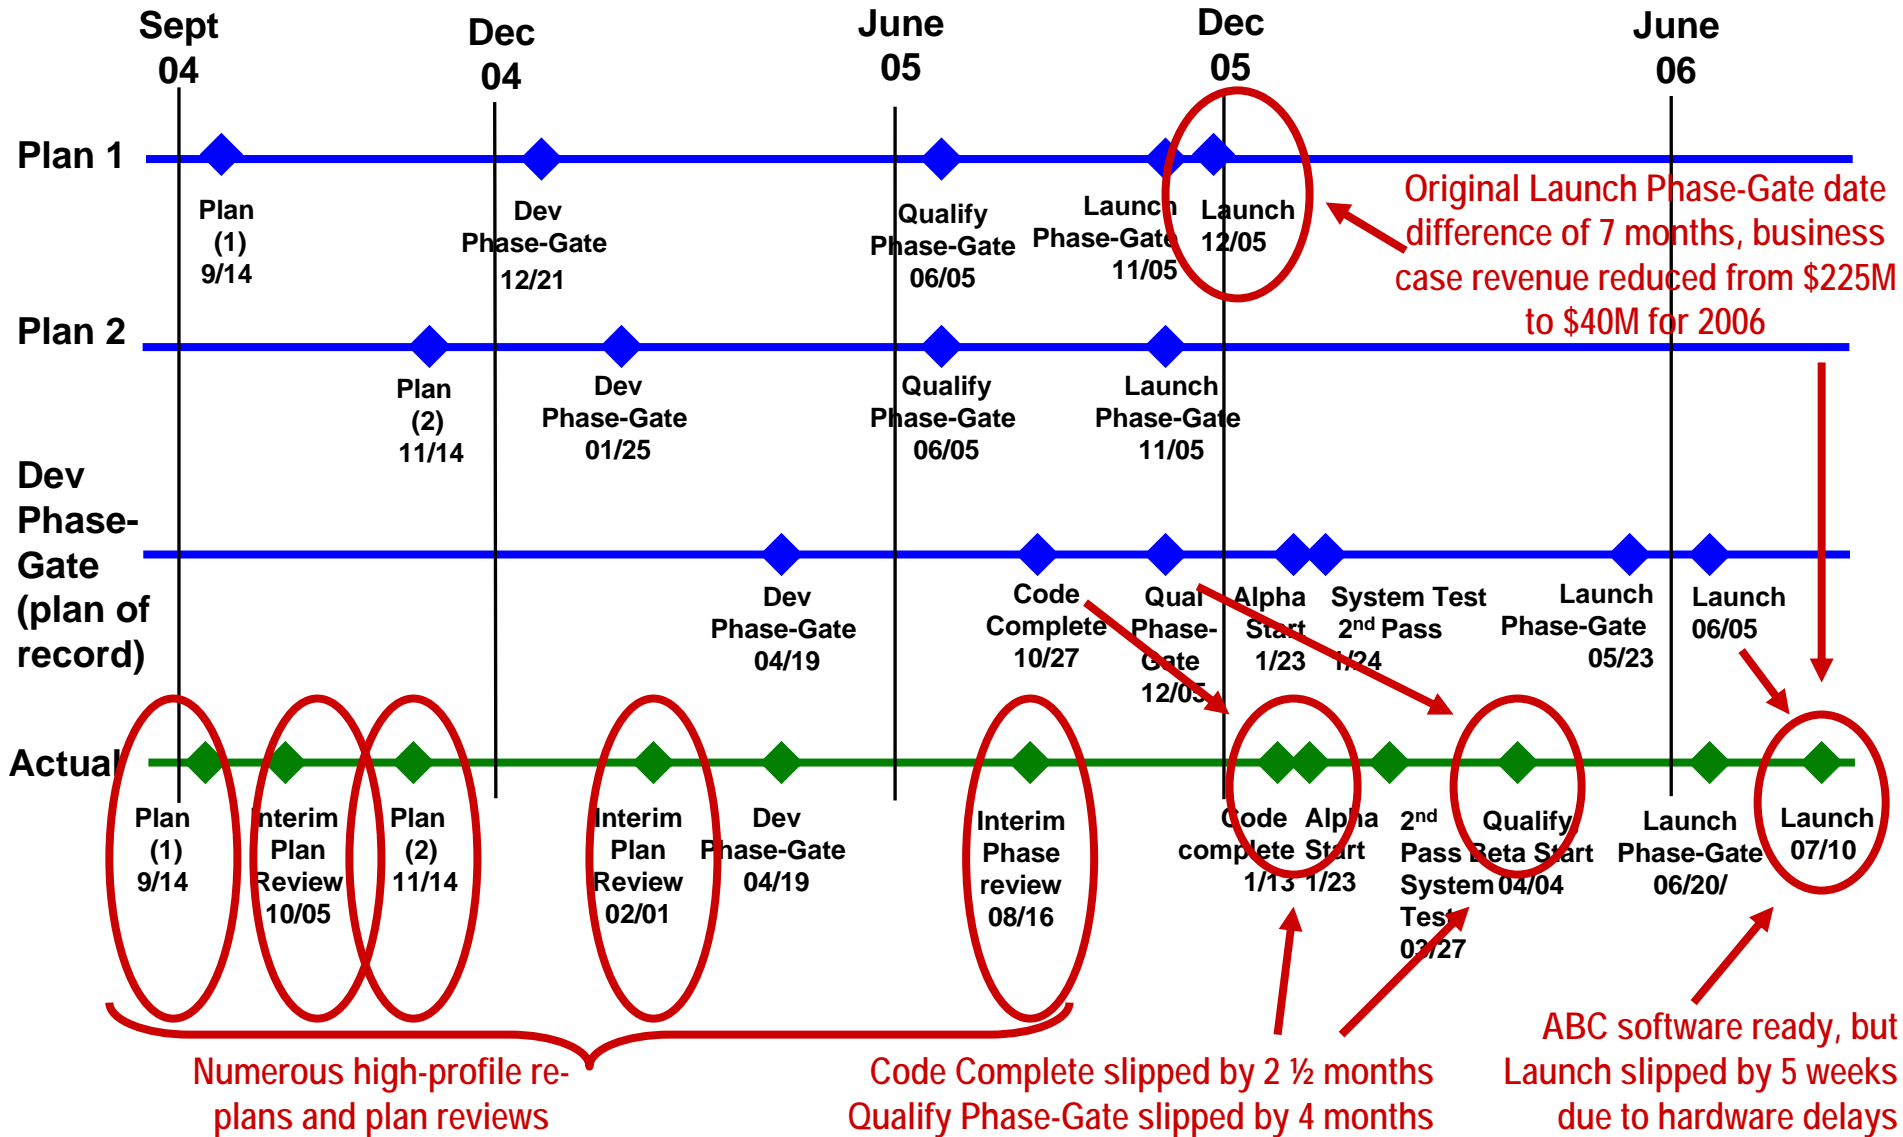 Sept
04
Dec
04
June
05
Dec
05
June
06
Plan 1
Plan
(1)
9/14
Dev
Phase-Gate
12/21
Qualify
Phase-Gate
06/05
Launch
Phase-Gate
11/05
Launch
12/05
Original Launch Phase-Gate date
difference of 7 months, business
case revenue reduced from $225M
to $40M for 2006
Plan 2
Plan
(2)
11/14
Dev
Phase-Gate
01/25
Qualify
Phase-Gate
06/05
Launch
Phase-Gate
11/05
Dev
Phase-
Gate
(plan of
record)
Dev
Phase-Gate
04/19
Code
Complete
10/27
Qual
Phase-
Gate
12/05
Alpha
Start
1/23
System Test
2nd Pass
1/24
Launch
Phase-Gate
05/23
Launch
06/05
Actual
Plan
(1)
9/14
Interim
Plan
Review
10/05
Plan
(2)
11/14
Interim
Plan
Review
02/01
Dev
Phase-Gate
04/19
Interim
Phase
review
08/16
Code
complete
1/13
Alpha
Start
1/23
2nd
Pass
System
Test
03/27
Qualify,
Beta Start
04/04
Launch
Phase-Gate
06/20/
Launch
07/10
Numerous high-profile re-
plans and plan reviews
Code Complete slipped by 2 ½ months
Qualify Phase-Gate slipped by 4 months
ABC software ready, but
Launch slipped by 5 weeks
due to hardware delays